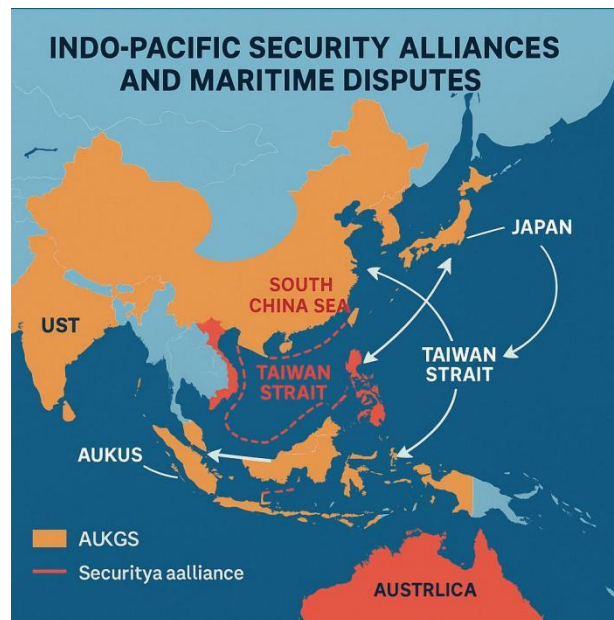 INDO-PACIFIC SECURITY ALLIANCES
AND MARITIME DISPUTES
JAPAN
SOUTH
CHINA SEA
UST
TAIWAN
STRAIT
TAIWAN
STRAIT
AUKUS
AUKGS
Securitya aalliance
AUSTRLICA